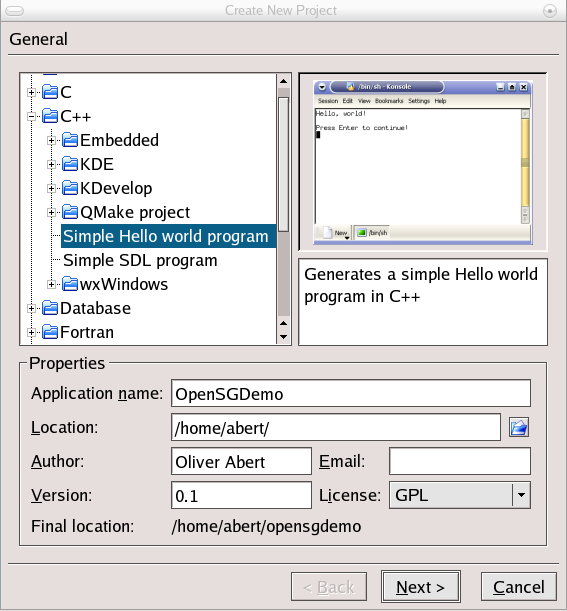 Create New Project
General
C
C++
Embedded
KDE
KDevelop
QMake project
Simple Hello world program
Simple SDL program
wxWindows
Database
Fortran
/bin/sh - Konsole
Session Edit View Bookmarks Settings Help
Hello, world!
Press Enter to continue!
New
/bin/sh
Generates a simple Hello world
program in C++
Properties
Application name: OpenSGDemo
Location: /home/abert/
Author: Oliver Abert Email:
Version: 0.1 License: GPL
Final location: /home/abert/opensgdemo
< Back Next > Cancel